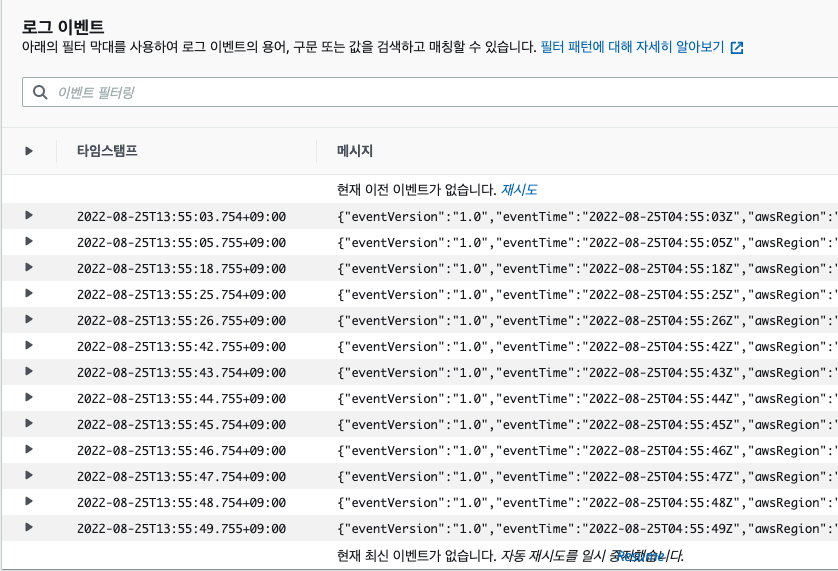 로그 이벤트
아래의 필터 막대를 사용하여 로그 이벤트의 용어, 구문 또는 값을 검색하고 매칭할 수 있습니다. 필터 패턴에 대해 자세히 알아보기
이벤트 필터링
타임스탬프 메시지
현재 이전 이벤트가 없습니다. 재시도
2022-08-25T13:55:03.754+09:00 {"eventVersion":"1.0","eventTime":"2022-08-25T04:55:03Z","awsRegion":"
2022-08-25T13:55:05.755+09:00 {"eventVersion":"1.0","eventTime":"2022-08-25T04:55:05Z","awsRegion":"
2022-08-25T13:55:18.755+09:00 {"eventVersion":"1.0","eventTime":"2022-08-25T04:55:18Z","awsRegion":"
2022-08-25T13:55:25.754+09:00 {"eventVersion":"1.0","eventTime":"2022-08-25T04:55:25Z","awsRegion":"
2022-08-25T13:55:26.755+09:00 {"eventVersion":"1.0","eventTime":"2022-08-25T04:55:26Z","awsRegion":"
2022-08-25T13:55:42.755+09:00 {"eventVersion":"1.0","eventTime":"2022-08-25T04:55:42Z","awsRegion":"
2022-08-25T13:55:43.754+09:00 {"eventVersion":"1.0","eventTime":"2022-08-25T04:55:43Z","awsRegion":"
2022-08-25T13:55:44.755+09:00 {"eventVersion":"1.0","eventTime":"2022-08-25T04:55:44Z","awsRegion":"
2022-08-25T13:55:45.754+09:00 {"eventVersion":"1.0","eventTime":"2022-08-25T04:55:45Z","awsRegion":"
2022-08-25T13:55:46.754+09:00 {"eventVersion":"1.0","eventTime":"2022-08-25T04:55:46Z","awsRegion":"
2022-08-25T13:55:47.754+09:00 {"eventVersion":"1.0","eventTime":"2022-08-25T04:55:47Z","awsRegion":"
2022-08-25T13:55:48.754+09:00 {"eventVersion":"1.0","eventTime":"2022-08-25T04:55:48Z","awsRegion":"
2022-08-25T13:55:49.755+09:00 {"eventVersion":"1.0","eventTime":"2022-08-25T04:55:49Z","awsRegion":"
현재 최신 이벤트가 없습니다. 자동 재시도를 일시 중지했습니다. Resume